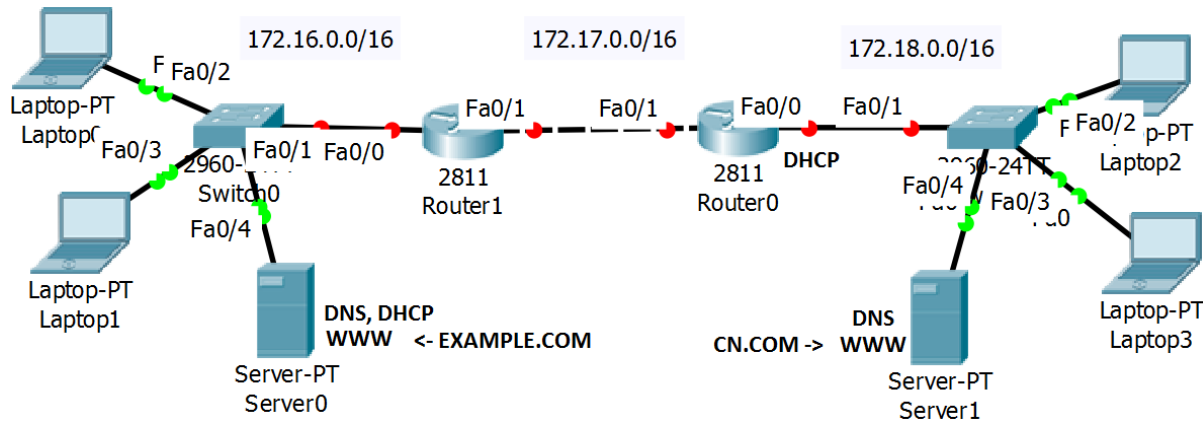 172.16.0.0/16
172.17.0.0/16
172.18.0.0/16
Fa0/2
Laptop-PT
Fa0/3
Fa0/1
Fa0/0
Fa0/1
Fa0/1
Fa0/0
Fa0/1
Fa0/2
Laptop2
Switch0
2811
Router1
2811
Router0
DHCP
Fa0/4
Fa0/3
Fa0/4
Laptop-PT
Laptop1
DNS, DHCP
WWW <- EXAMPLE.COM
Server-PT
Server0
DNS
CN.COM -> WWW
Server-PT
Server1
Laptop-PT
Laptop3